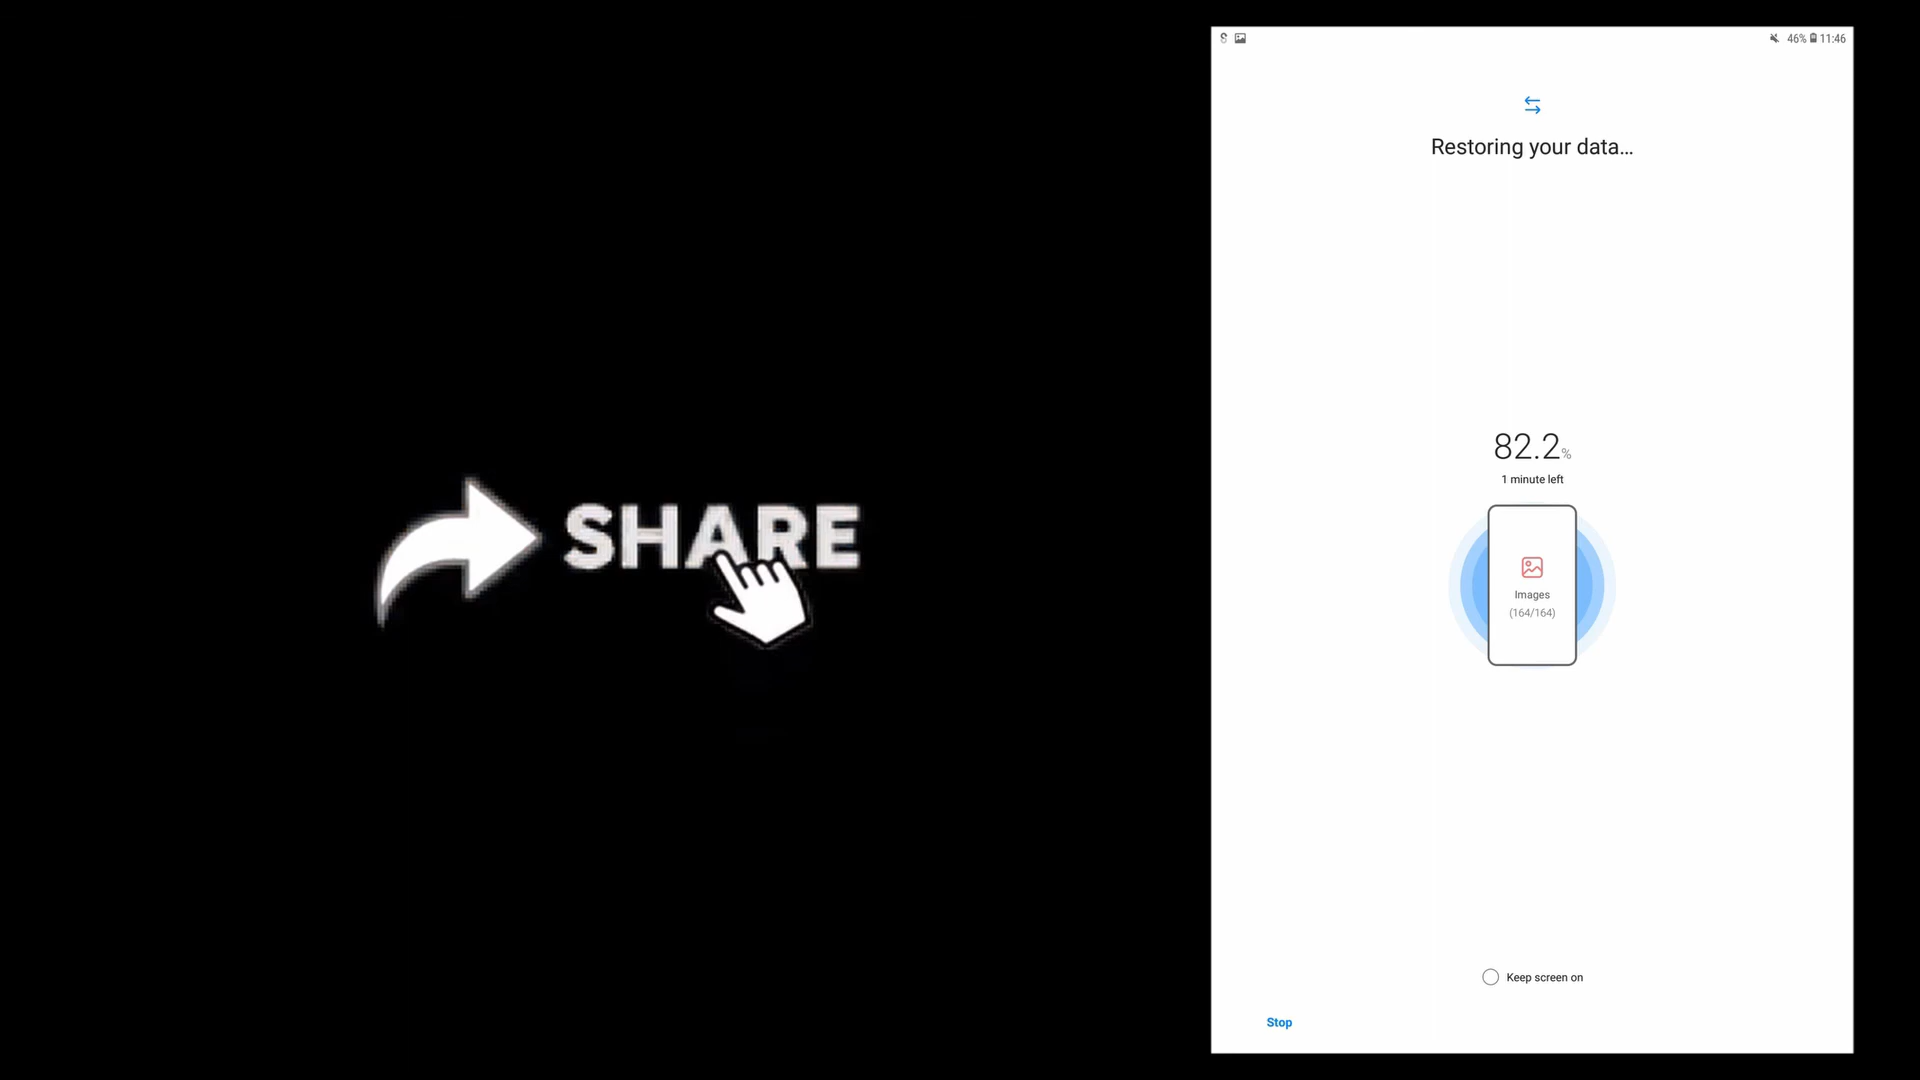 SHARE
46% 11:46
Restoring your data...
82.2%
1 minute left
Images
(164/164)
Keep screen on
Stop